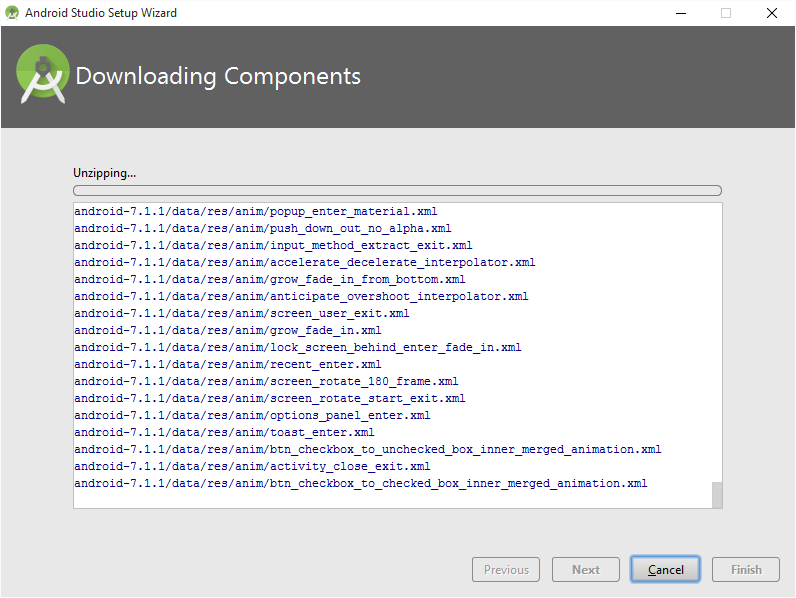 Android Studio Setup Wizard
Downloading Components
Unzipping...
android-7.1.1/data/res/anim/popup_enter_material.xml
android-7.1.1/data/res/anim/push_down_out_no_alpha.xml
android-7.1.1/data/res/anim/input_method_extract_exit.xml
android-7.1.1/data/res/anim/accelerate_decelerate_interpolator.xml
android-7.1.1/data/res/anim/grow_fade_in_from_bottom.xml
android-7.1.1/data/res/anim/anticipate_overshoot_interpolator.xml
android-7.1.1/data/res/anim/screen_user_exit.xml
android-7.1.1/data/res/anim/grow_fade_in.xml
android-7.1.1/data/res/anim/lock_screen_behind_enter_fade_in.xml
android-7.1.1/data/res/anim/recent_enter.xml
android-7.1.1/data/res/anim/screen_rotate_180_frame.xml
android-7.1.1/data/res/anim/screen_rotate_start_exit.xml
android-7.1.1/data/res/anim/options_panel_enter.xml
android-7.1.1/data/res/anim/toast_enter.xml
android-7.1.1/data/res/anim/btn_checkbox_to_unchecked_box_inner_merged_animation.xml
android-7.1.1/data/res/anim/activity_close_exit.xml
android-7.1.1/data/res/anim/btn_checkbox_to_checked_box_inner_merged_animation.xml
Previous Next Cancel Finish